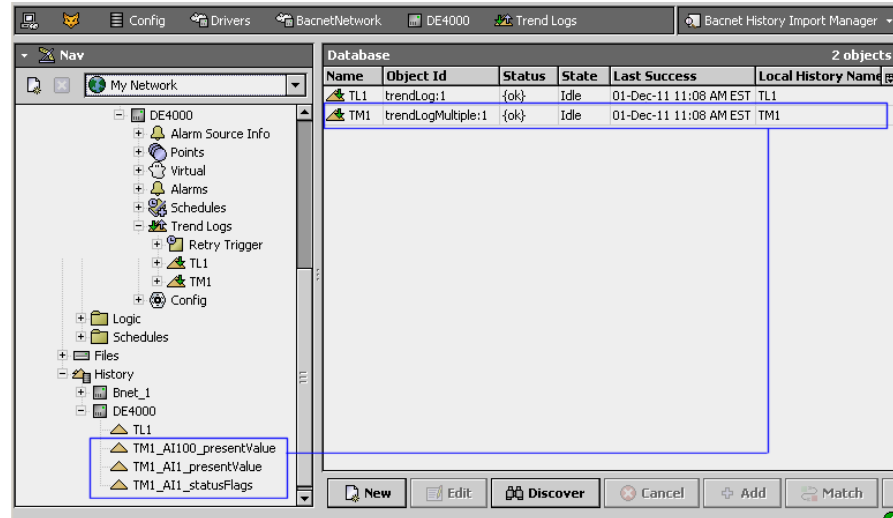 Config Drivers BacnetNetwork DE4000 Trend Logs Bacnet History Import Manager
Nav
My Network
DE4000
Alarm Source Info
Points
Virtual
Alarms
Schedules
Trend Logs
Retry Trigger
TL1
TM1
Config
Logic
Schedules
Files
History
Bnet_1
DE4000
TL1
TM1_AI100_presentValue
TM1_AI1_presentValue
TM1_AI1_statusFlags
Database 2 objects
Name Object Id Status State Last Success Local History Name
TL1 trendLog:1 {ok} Idle 01-Dec-11 11:08 AM EST TL1
TM1 trendLogMultiple:1 {ok} Idle 01-Dec-11 11:08 AM EST TM1
New Edit Discover Cancel Add Match